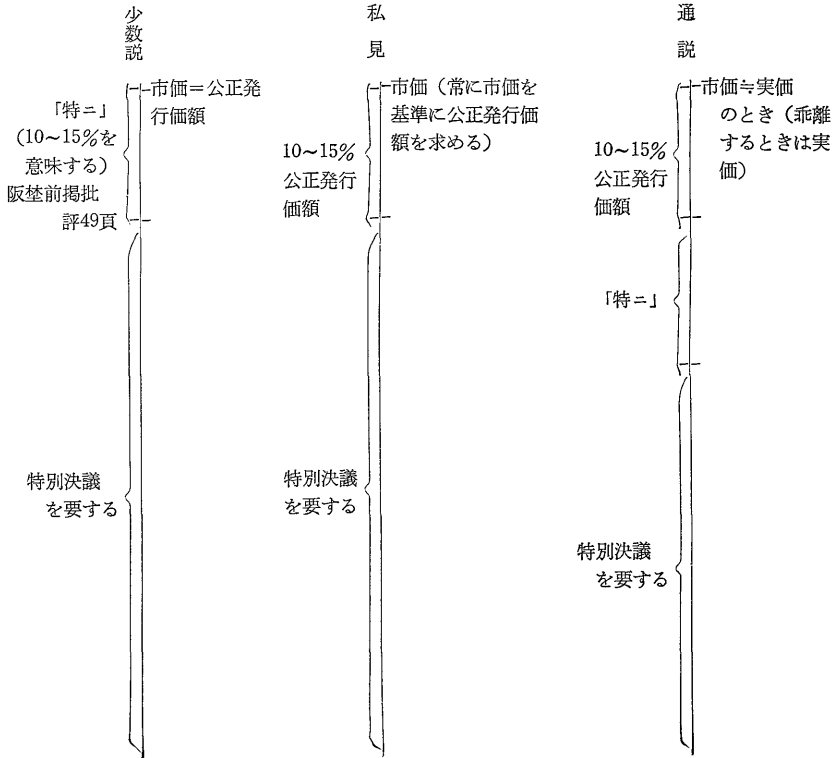 少数説
市価＝公正発
行価額
「特ニ」
(10〜15％を
意味する)
阪埜前掲批
評49頁
特別決議
を要する
私見
市価（常に市価を
基準に公正発行価
額を求める）
10〜15％
公正発行
価額
特別決議
を要する
通説
市価≒実価
のとき（乖離
するときは実
価）
10〜15％
公正発行
価額
「特ニ」
特別決議
を要する